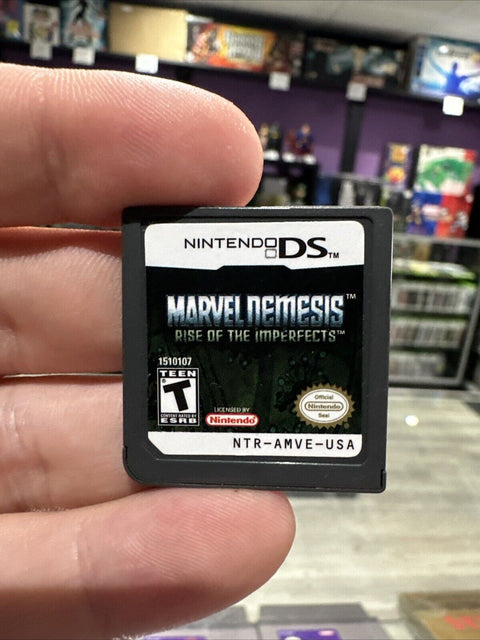 NINTENDO DS™
MARVEL NEMESIS™
RISE OF THE IMPERFECTS™
1510107
TEEN
T
CONTENT RATED BY
ESRB
LICENSED BY
Nintendo
Official
Nintendo
Seal
NTR-AMVE-USA